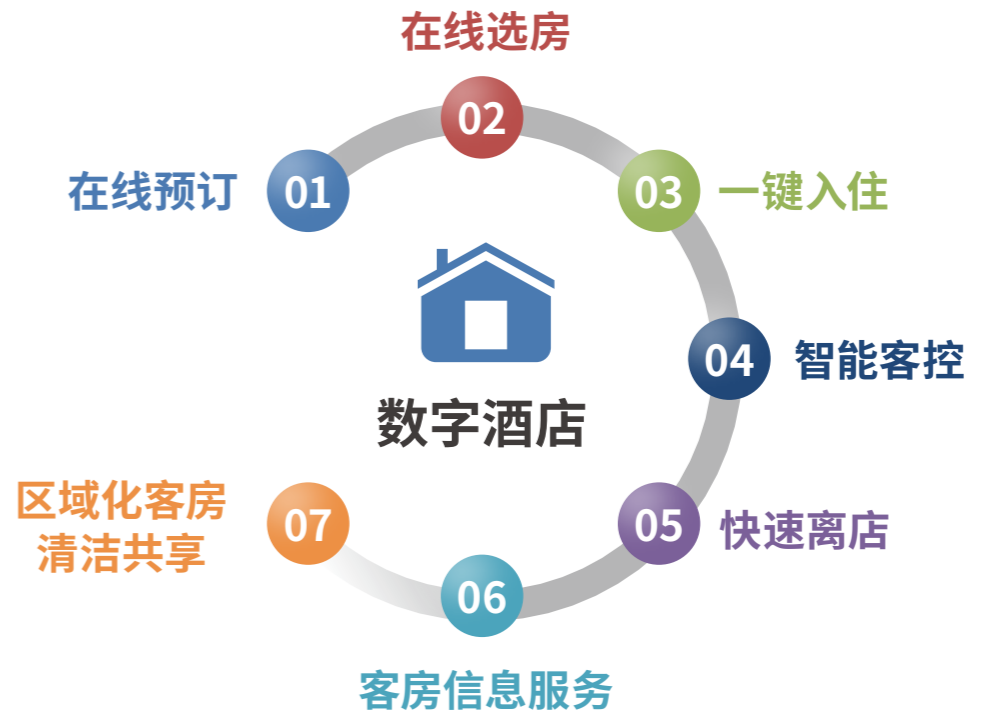 在线选房
02
01
在线预订
03
一键入住
04
智能客控
数字酒店
05
快速离店
07
区域化客房
清洁共享
06
客房信息服务